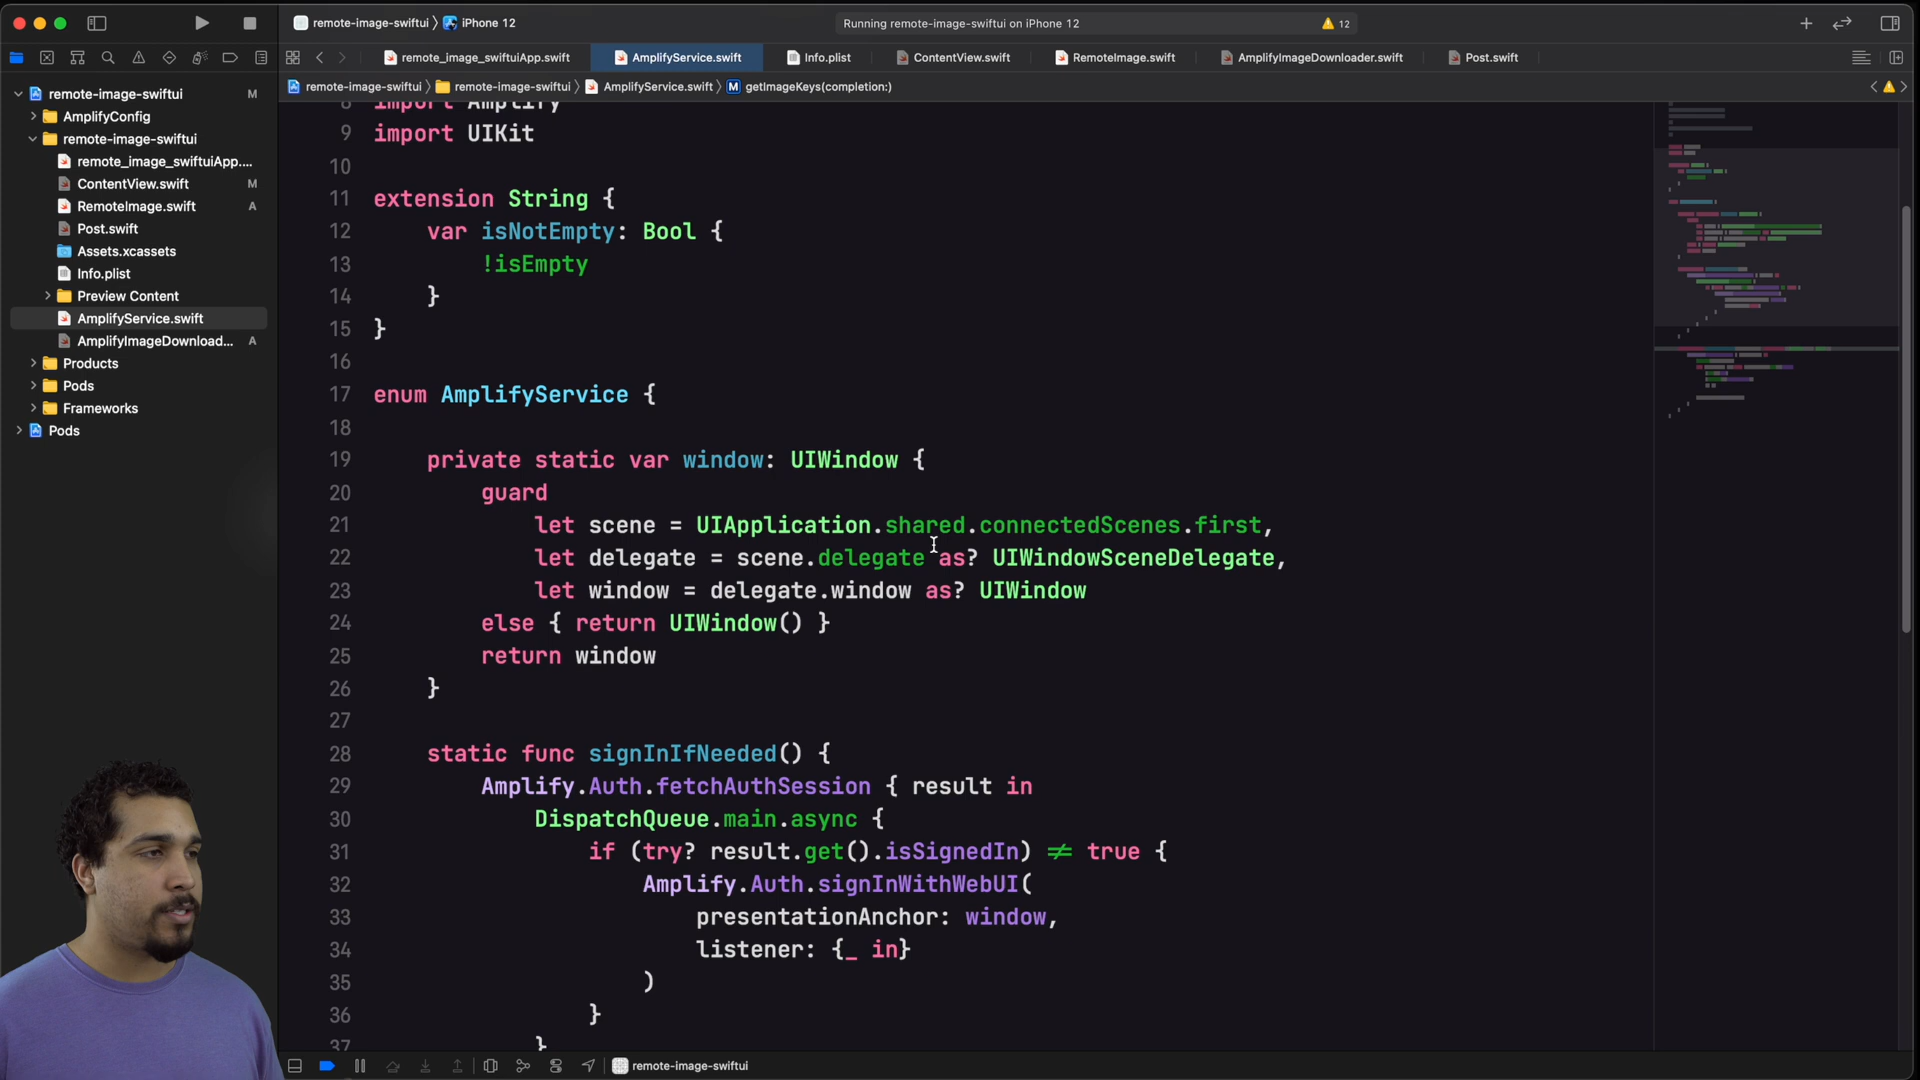 remote-image-swiftui
iPhone 12
Running remote-image-swiftui on iPhone 12
12
remote_image_swiftuiApp.swift
AmplifyService.swift
Info.plist
ContentView.swift
RemoteImage.swift
AmplifyImageDownloader.swift
Post.swift
remote-image-swiftui
remote-image-swiftui
AmplifyService.swift
M
getImageKeys(completion:)
remote-image-swiftui M
AmplifyConfig
remote-image-swiftui
remote_image_swiftuiApp....
ContentView.swift M
RemoteImage.swift A
Post.swift
Assets.xcassets
Info.plist
Preview Content
AmplifyService.swift
AmplifyImageDownload... A
Products
Pods
Frameworks
Pods
8 import Amplify
9 import UIKit
10
11 extension String {
12 var isNotEmpty: Bool {
13 !isEmpty
14 }
15 }
16
17 enum AmplifyService {
18
19 private static var window: UIWindow {
20 guard
21 let scene = UIApplication.shared.connectedScenes.first,
22 let delegate = scene.delegate as? UIWindowSceneDelegate,
23 let window = delegate.window as? UIWindow
24 else { return UIWindow() }
25 return window
26 }
27
28 static func signInIfNeeded() {
29 Amplify.Auth.fetchAuthSession { result in
30 DispatchQueue.main.async {
31 if (try? result.get().isSignedIn) != true {
32 Amplify.Auth.signInWithWebUI(
33 presentationAnchor: window,
34 listener: {_ in}
35 )
36 }
37 }
remote-image-swiftui